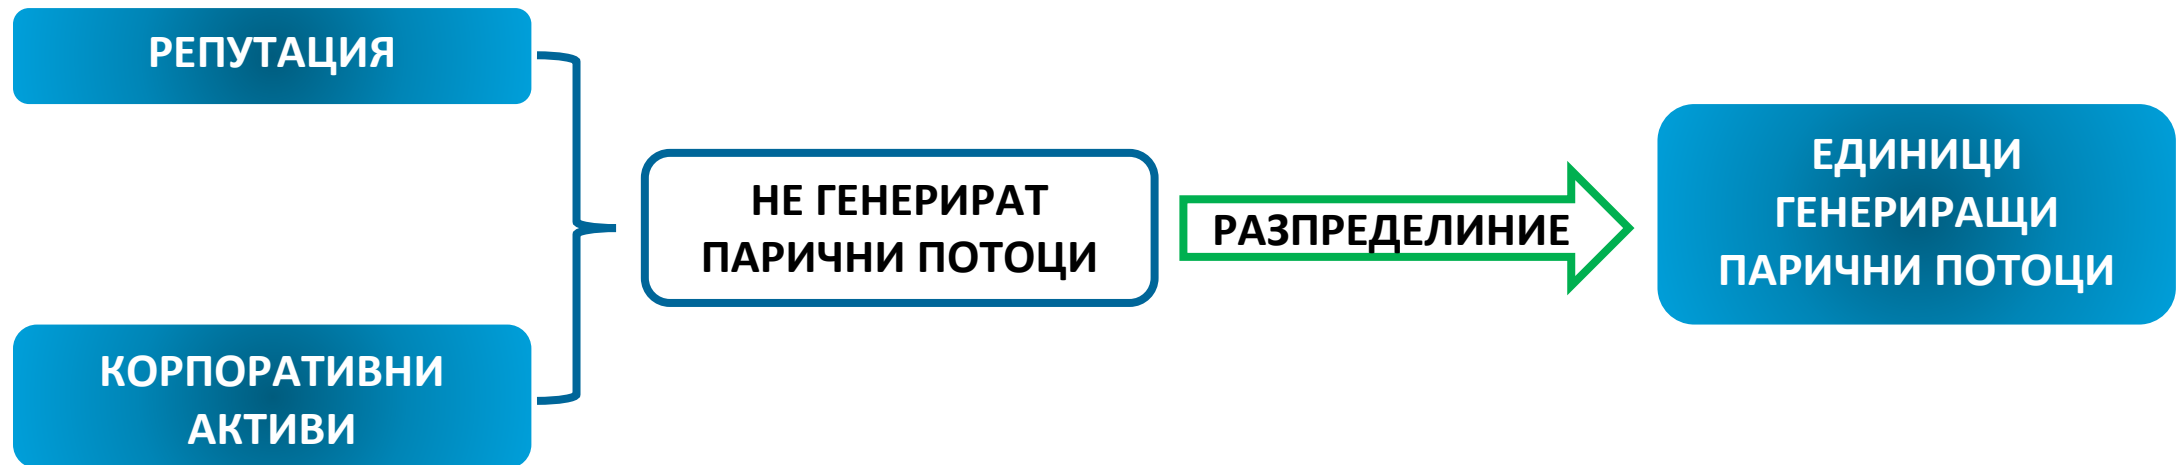 РЕПУТАЦИЯ
КОРПОРАТИВНИ
АКТИВИ
НЕ ГЕНЕРИРАТ
ПАРИЧНИ ПОТОЦИ
РАЗПРЕДЕЛИНИЕ
ЕДИНИЦИ
ГЕНЕРИРАЩИ
ПАРИЧНИ ПОТОЦИ